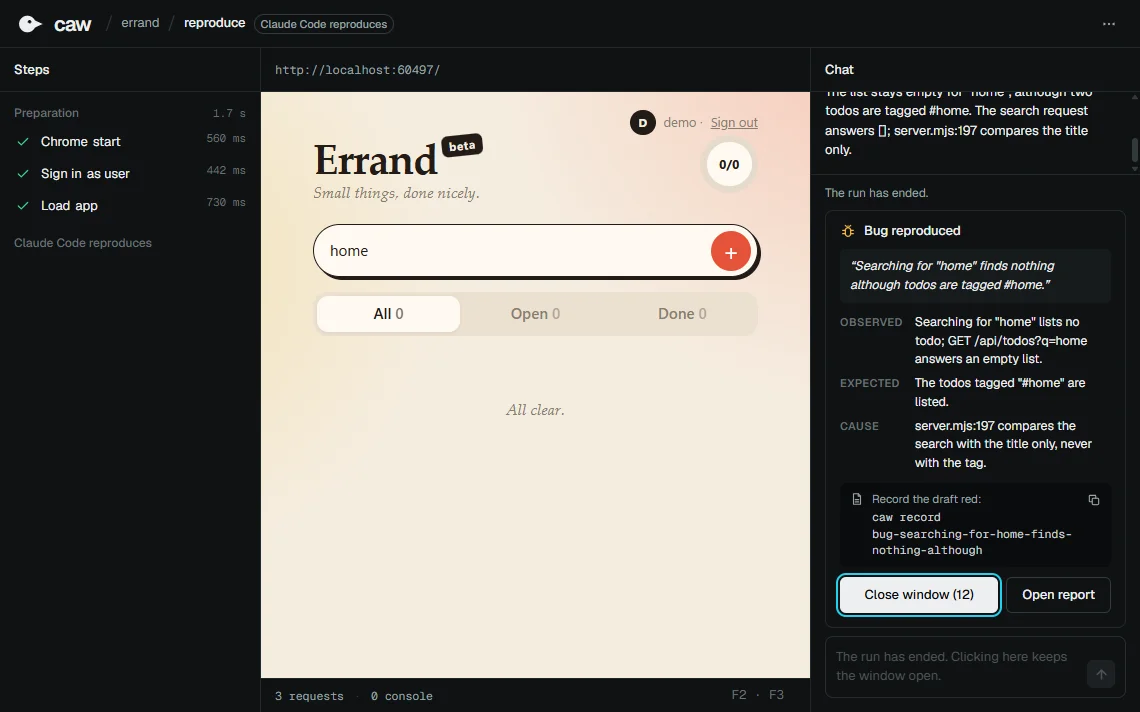 caw / errand / reproduce Claude Code reproduces ...
Steps
Preparation 1.7 s
Chrome start 560 ms
Sign in as user 442 ms
Load app 730 ms
Claude Code reproduces
http://localhost:60497/
D demo · Sign out
Errand beta
Small things, done nicely.
0/0
home
+
All 0 Open 0 Done 0
All clear.
3 requests · 0 console F2 · F3
Chat
The list stays empty for "home", although two
todos are tagged #home. The search request
answers []; server.mjs:197 compares the title
only.
The run has ended.
Bug reproduced
“Searching for "home" finds nothing
although todos are tagged #home.”
OBSERVED Searching for "home" lists no
todo; GET /api/todos?q=home
answers an empty list.
EXPECTED The todos tagged "#home" are
listed.
CAUSE server.mjs:197 compares the
search with the title only, never
with the tag.
Record the draft red:
caw record
bug-searching-for-home-finds-
nothing-although
Close window (12) Open report
The run has ended. Clicking here keeps
the window open.